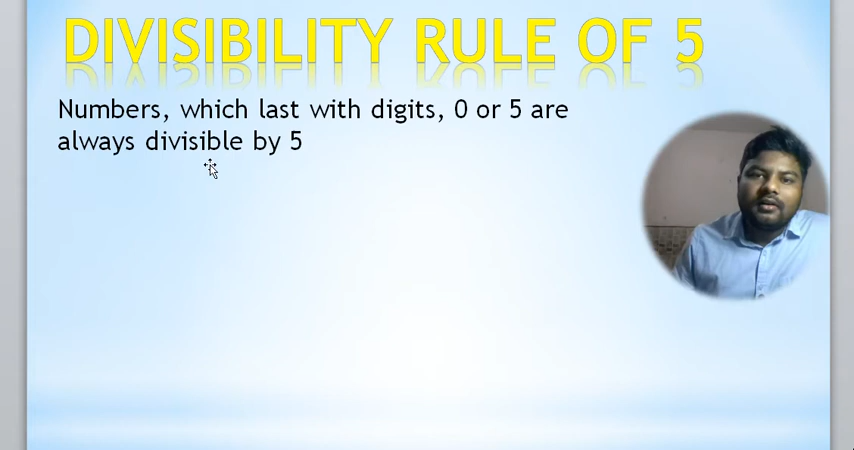 DIVISIBILITY RULE OF 5
Numbers, which last with digits, 0 or 5 are
always divisible by 5